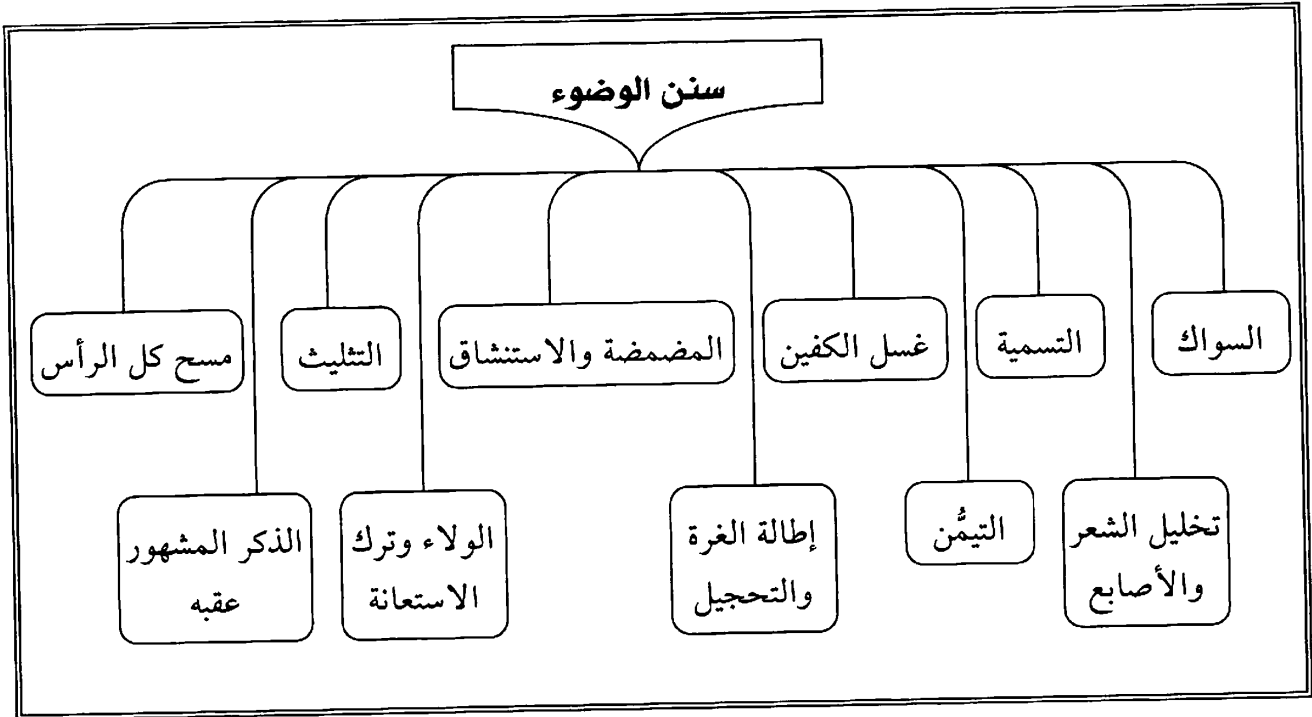 سنن الوضوء
السواك
التسمية
غسل الكفين
المضمضة والاستنشاق
التثليث
مسح كل الرأس
تخليل الشعر
والأصابع
التيمُّن
إطالة الغرة
والتحجيل
الولاء وترك
الاستعانة
الذكر المشهور
عقبه